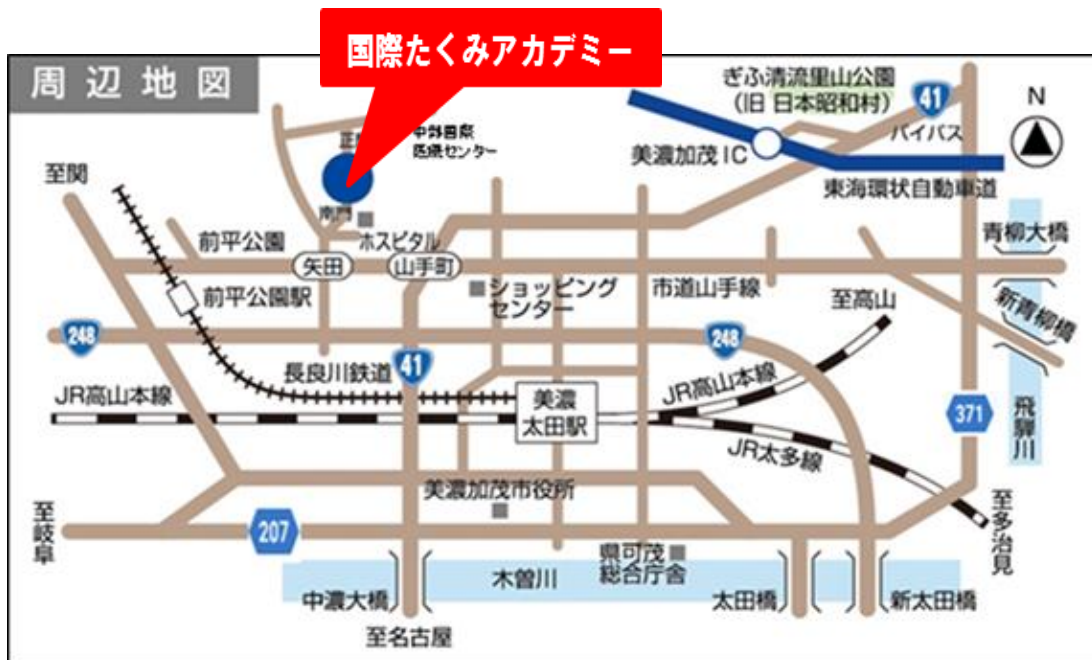 国際たくみアカデミー
周辺地図
ぎふ清流里山公園
（旧 日本昭和村）
41
バイパス
N
美濃加茂IC
東海環状自動車道
中部国際
医療センター
至関
南門
ホスピタル
前平公園
矢田
山手町
青柳大橋
前平公園駅
ショッピング
センター
市道山手線
至高山
新青柳橋
248
41
248
長良川鉄道
JR高山本線
美濃
太田駅
JR高山本線
371
飛騨川
JR太多線
美濃加茂市役所
至岐阜
207
至多治見
県可茂
総合庁舎
木曽川
中濃大橋
太田橋
新太田橋
至名古屋